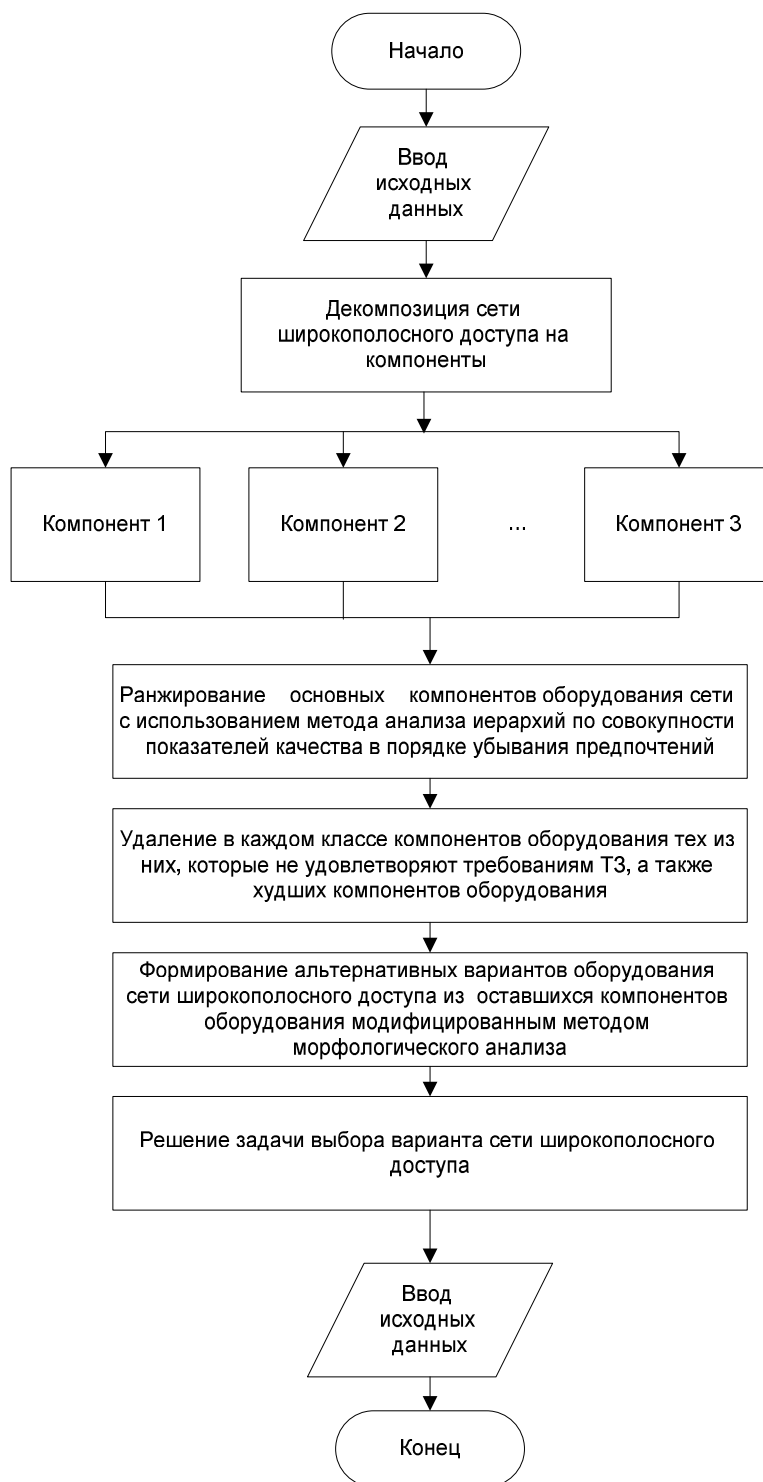 Начало
Ввод
исходных
данных
Декомпозиция сети
широкополосного доступа на
компоненты
Компонент 1
Компонент 2
...
Компонент 3
Ранжирование основных компонентов оборудования сети
с использованием метода анализа иерархий по совокупности
показателей качества в порядке убывания предпочтений
Удаление в каждом классе компонентов оборудования тех из
них, которые не удовлетворяют требованиям ТЗ, а также
худших компонентов оборудования
Формирование альтернативных вариантов оборудования
сети широкополосного доступа из оставшихся компонентов
оборудования модифицированным методом
морфологического анализа
Решение задачи выбора варианта сети широкополосного
доступа
Ввод
исходных
данных
Конец